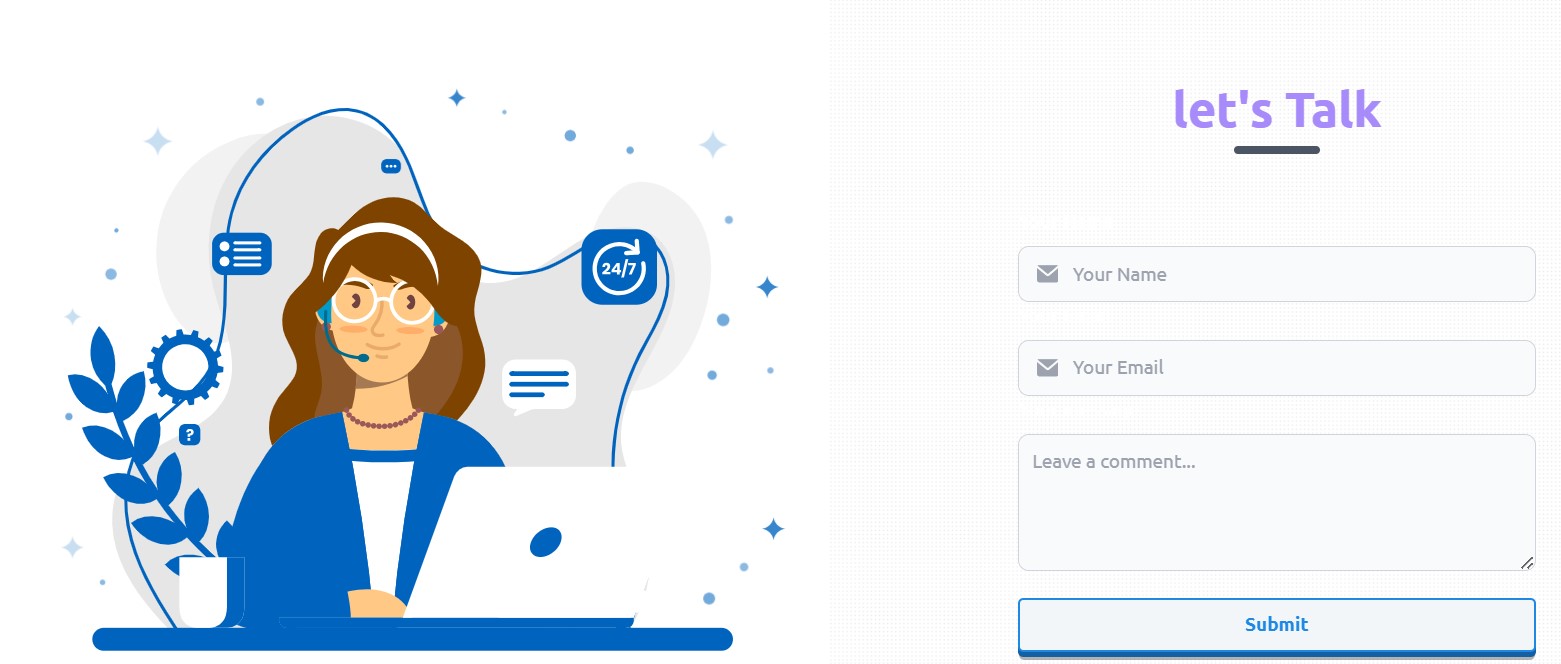 let's Talk
24/7
?
Your Name
Your Email
Leave a comment...
Submit